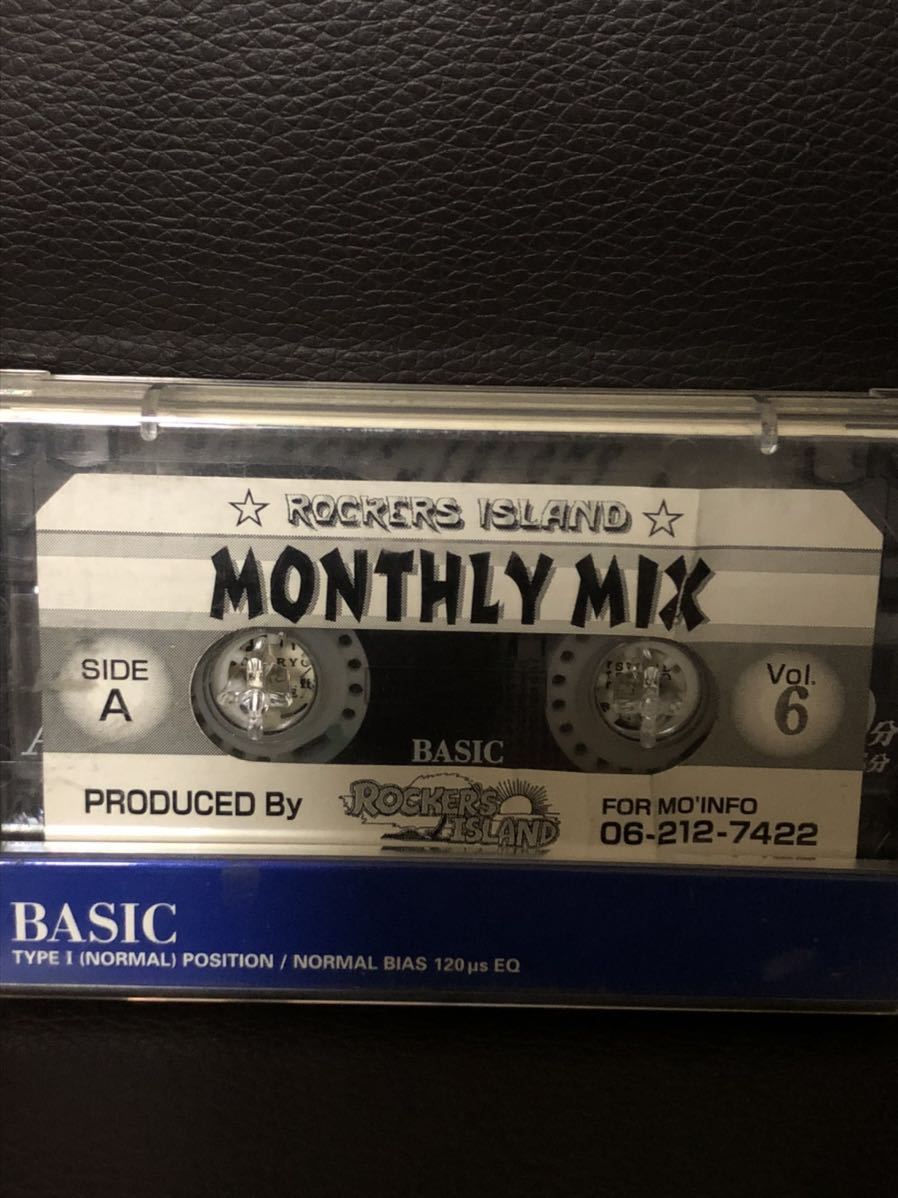 ☆ ROCKERS ISLAND ☆
MONTHLY MIX
SIDE
A
Vol.
6
BASIC
分
分
PRODUCED By
ROCKER'S
ISLAND
FOR MO'INFO
06-212-7422
BASIC
TYPE I (NORMAL) POSITION / NORMAL BIAS 120μs EQ